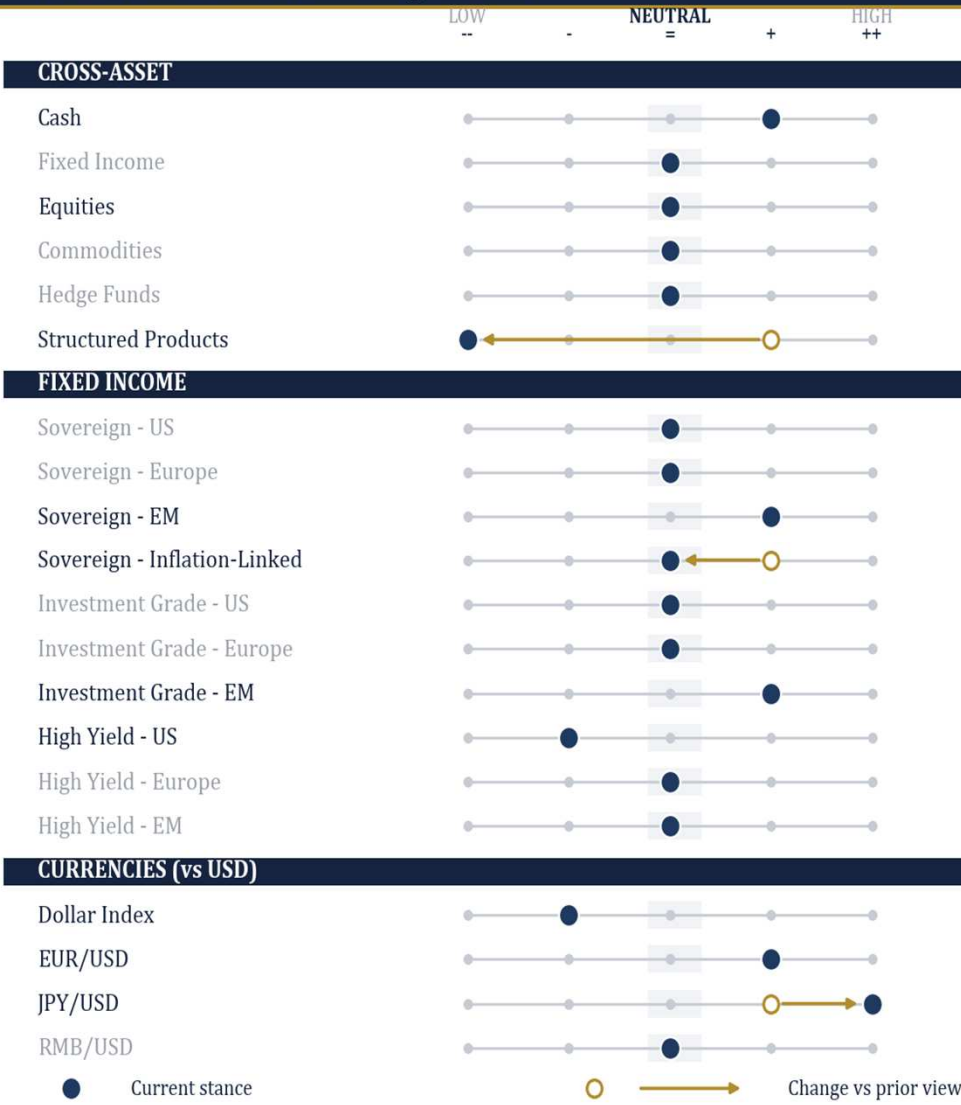 LOW NEUTRAL HIGH
-- - = + ++
CROSS-ASSET
Cash
Fixed Income
Equities
Commodities
Hedge Funds
Structured Products
FIXED INCOME
Sovereign - US
Sovereign - Europe
Sovereign - EM
Sovereign - Inflation-Linked
Investment Grade - US
Investment Grade - Europe
Investment Grade - EM
High Yield - US
High Yield - Europe
High Yield - EM
CURRENCIES (vs USD)
Dollar Index
EUR/USD
JPY/USD
RMB/USD
Current stance Change vs prior view